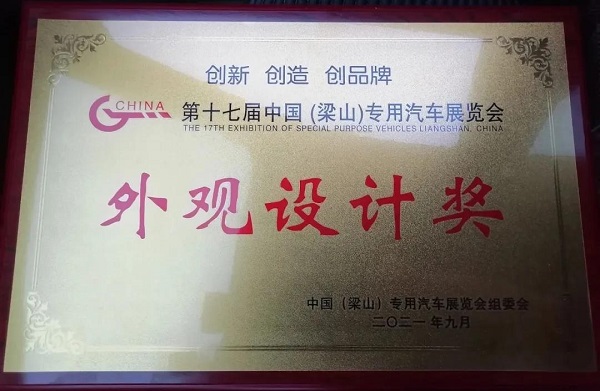 创新 创造 创品牌
CHINA 第十七届中国(梁山)专用汽车展览会
THE 17TH EXHIBITION OF SPECIAL PURPOSE VEHICLES LIANGSHAN, CHINA
外观设计奖
中国(梁山)专用汽车展览会组委会
二〇二一年九月